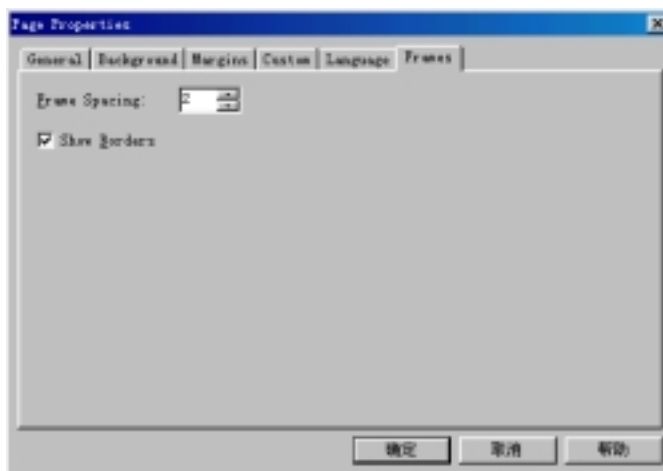 Page Properties
General Background Margins Custom Language Frames
Frame Spacing: 2
Show Borders
确定 取消 帮助